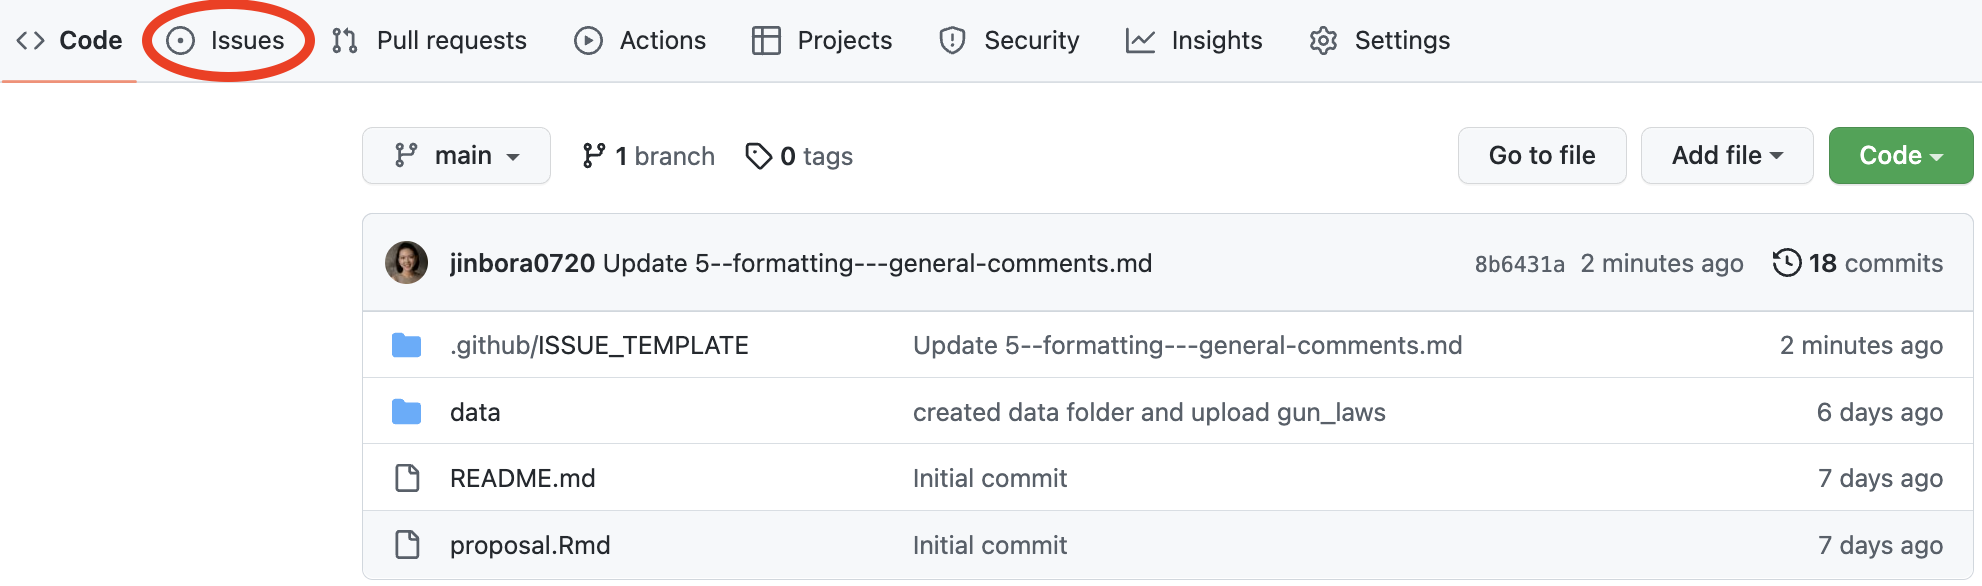 Code Issues Pull requests Actions Projects Security Insights Settings
main 1 branch 0 tags Go to file Add file Code
jinbora0720 Update 5--formatting---general-comments.md 8b6431a 2 minutes ago 18 commits
.github/ISSUE_TEMPLATE Update 5--formatting---general-comments.md 2 minutes ago
data created data folder and upload gun_laws 6 days ago
README.md Initial commit 7 days ago
proposal.Rmd Initial commit 7 days ago